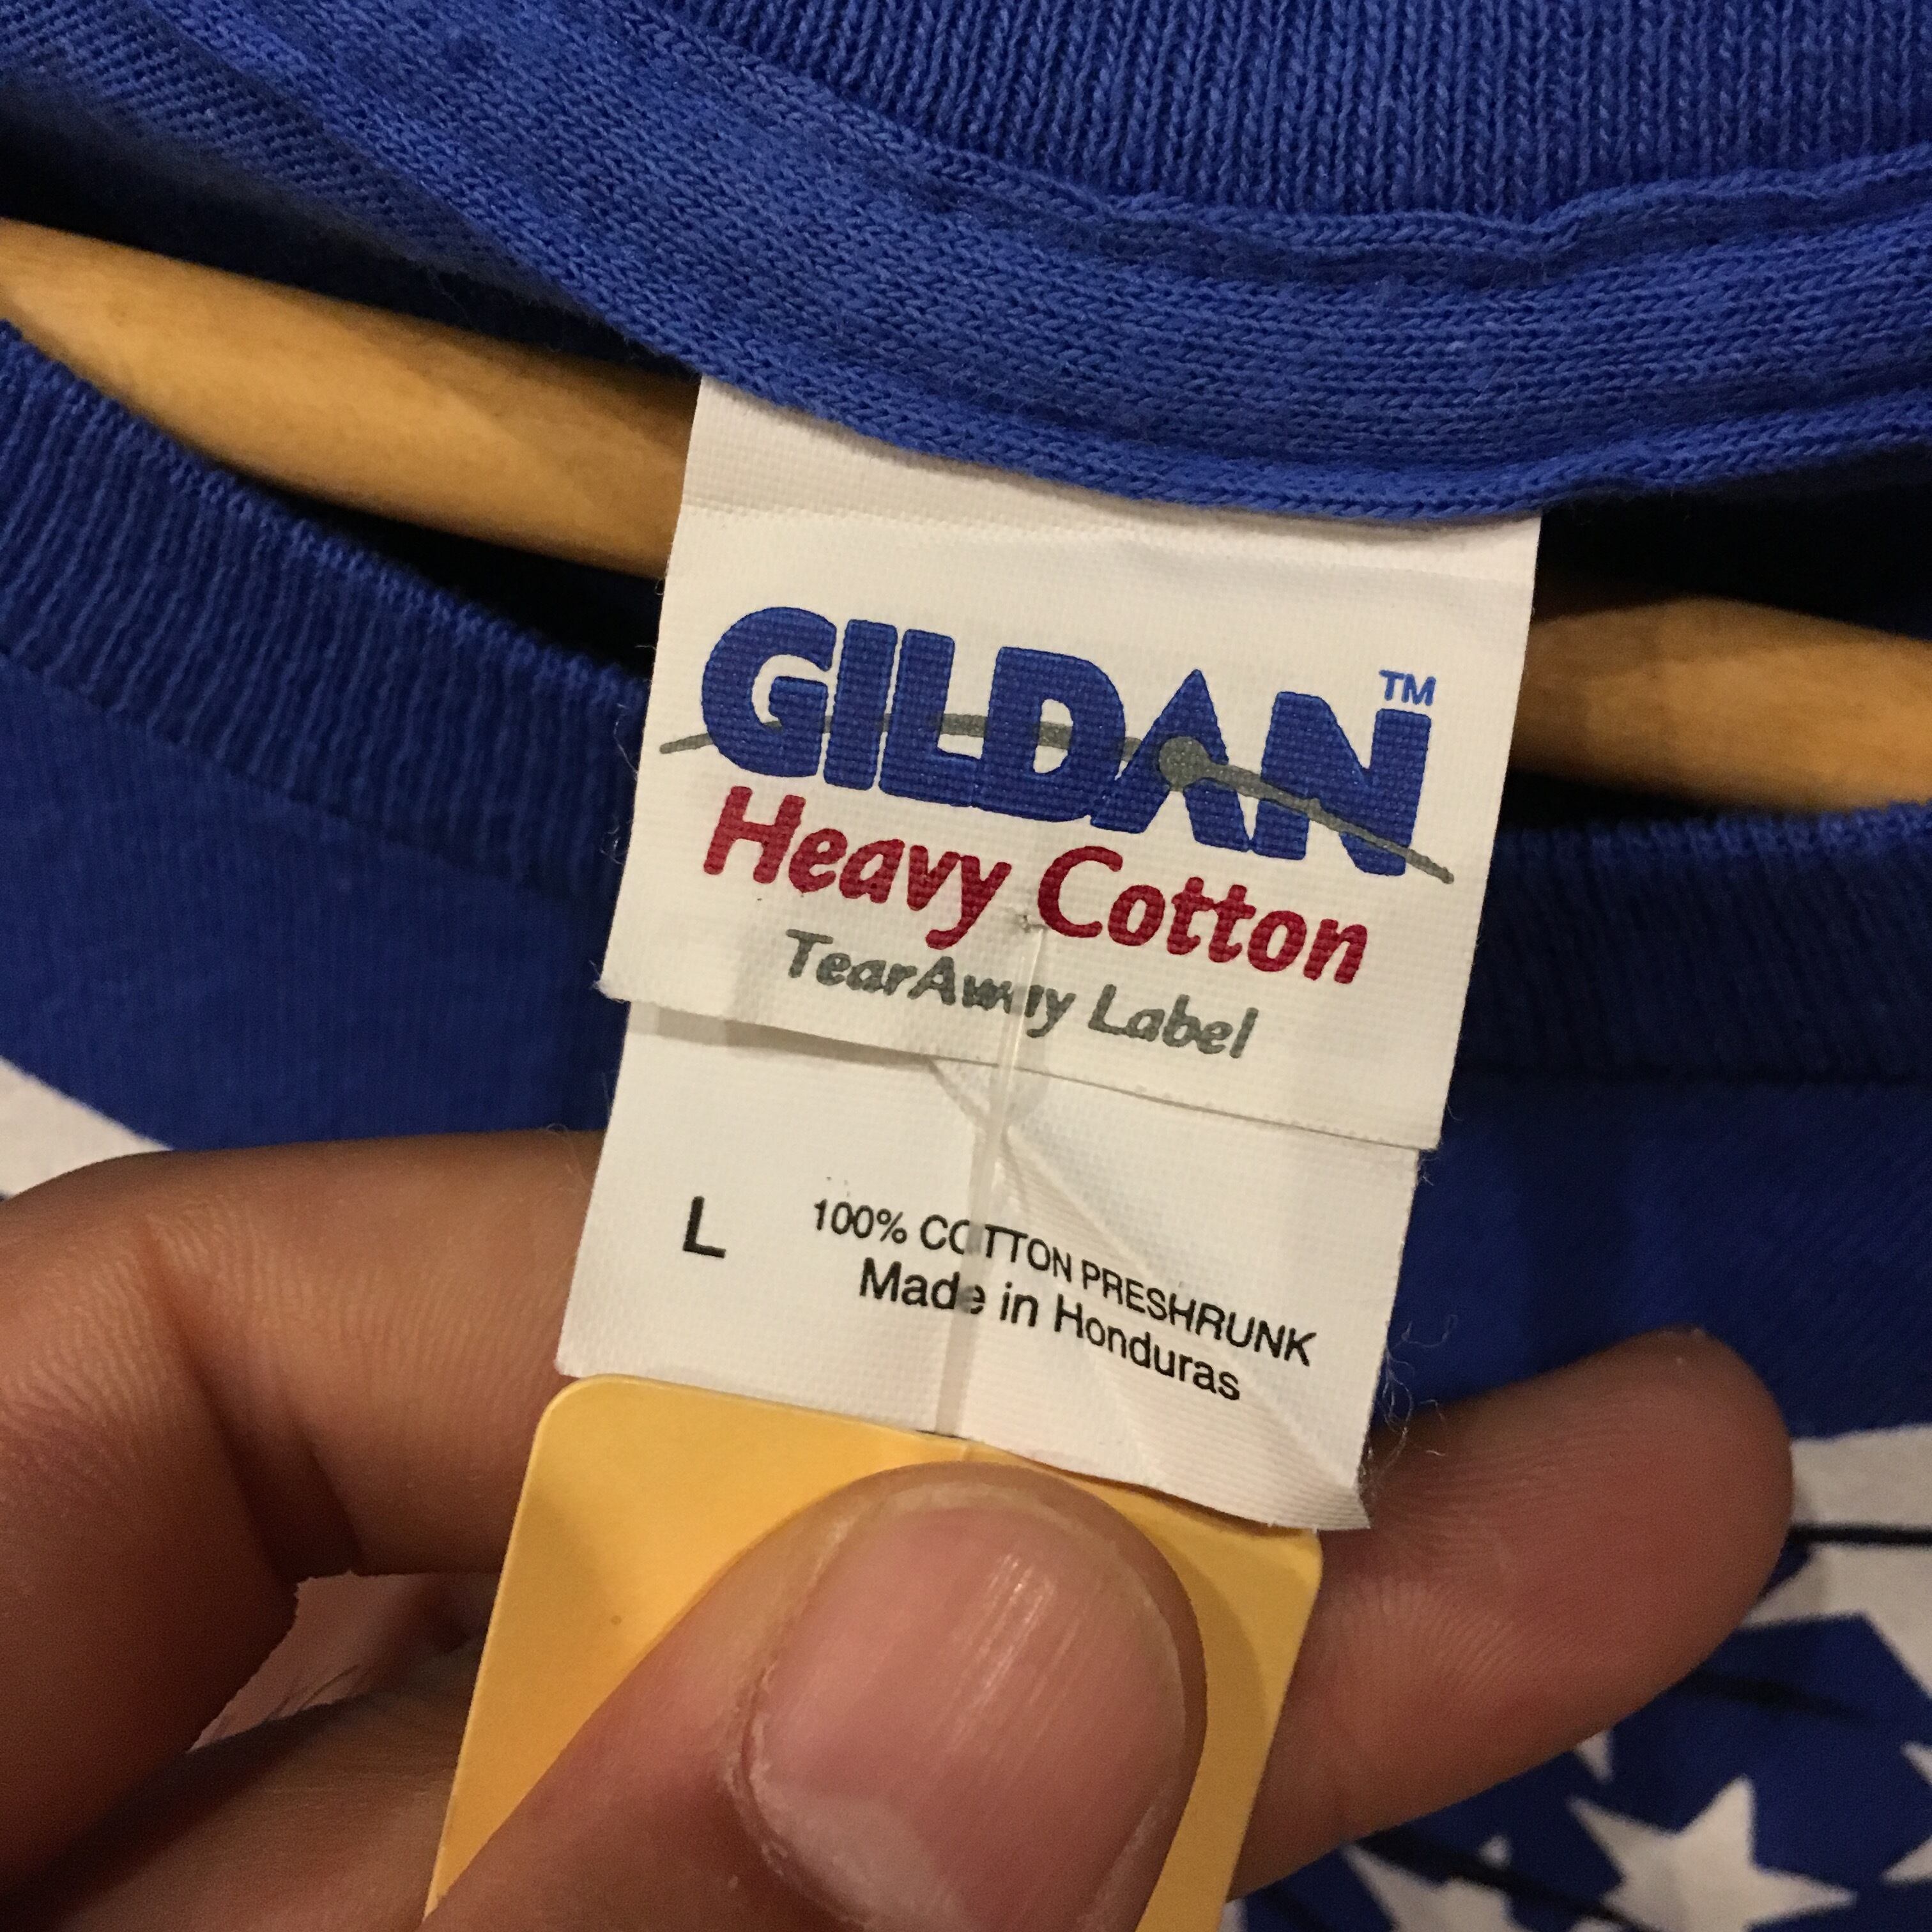 GILDAN™
Heavy Cotton
TearAway Label
L 100% COTTON PRESHRUNK
Made in Honduras